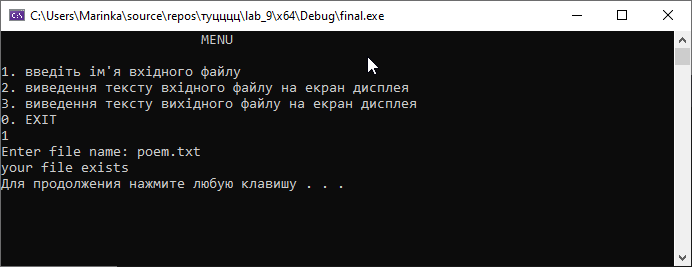 C:\Users\Marinka\source\repos\туцццц\lab_9\x64\Debug\final.exe
MENU
1. введіть ім'я вхідного файлу
2. виведення тексту вхідного файлу на екран дисплея
3. виведення тексту вихідного файлу на екран дисплея
0. EXIT
1
Enter file name: poem.txt
your file exists
Для продолжения нажмите любую клавишу . . .